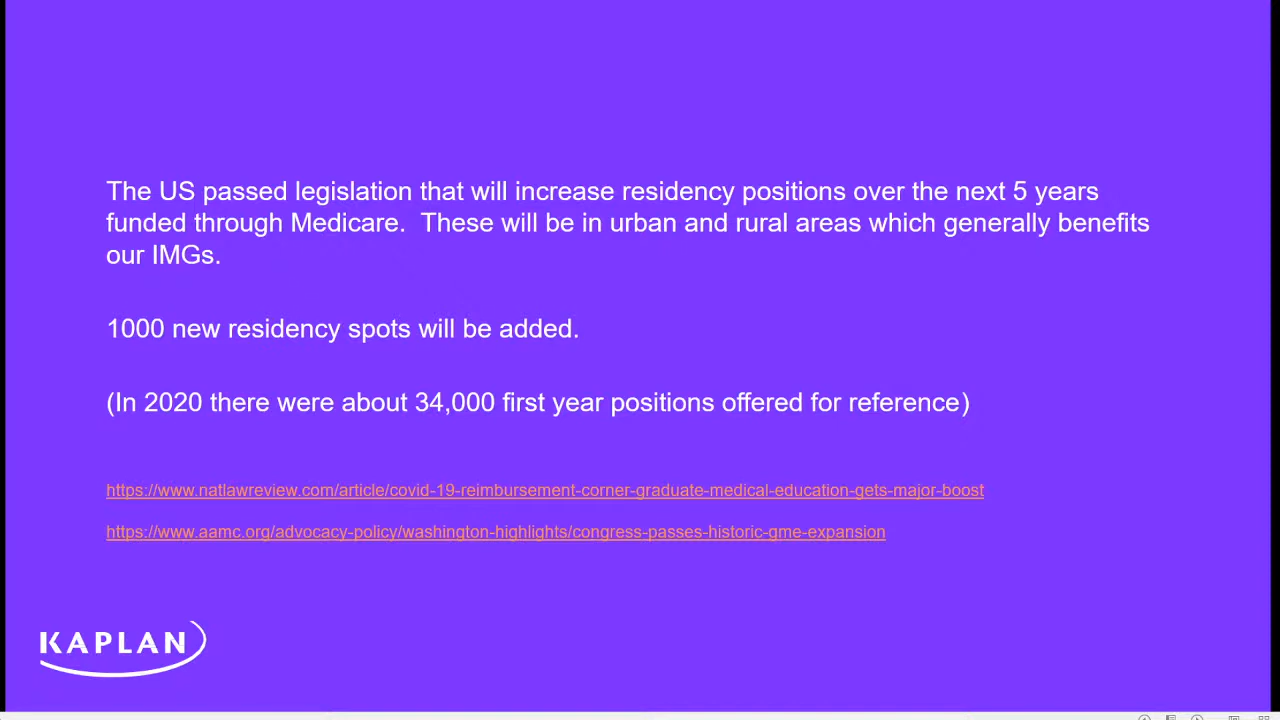 The US passed legislation that will increase residency positions over the next 5 years
funded through Medicare.  These will be in urban and rural areas which generally benefits
our IMGs.
1000 new residency spots will be added.
(In 2020 there were about 34,000 first year positions offered for reference)
https://www.natlawreview.com/article/covid-19-reimbursement-corner-graduate-medical-education-gets-major-boost
https://www.aamc.org/advocacy-policy/washington-highlights/congress-passes-historic-gme-expansion
KAPLAN